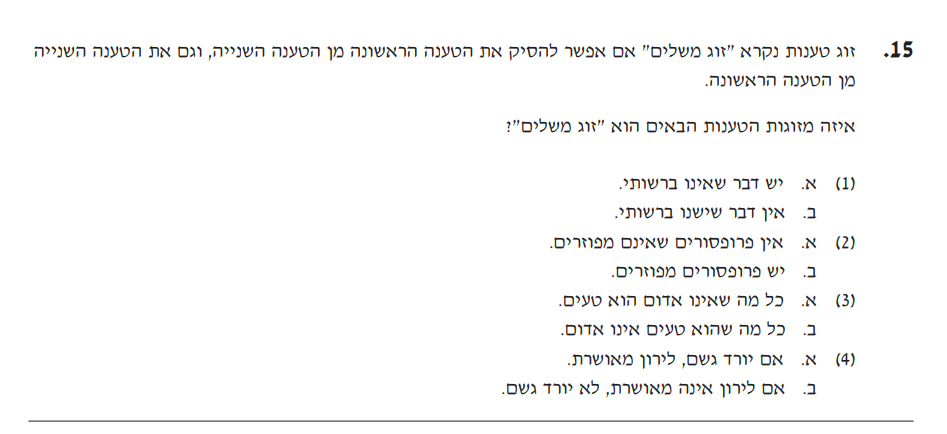 15. זוג טענות נקרא "זוג משלים" אם אפשר להסיק את הטענה הראשונה מן הטענה השנייה, וגם את הטענה השנייה
מן הטענה הראשונה.
איזה מזוגות הטענות הבאים הוא "זוג משלים"?
(1) א. יש דבר שאינו ברשותי.
ב. אין דבר שישנו ברשותי.
(2) א. אין פרופסורים שאינם מפוזרים.
ב. יש פרופסורים מפוזרים.
(3) א. כל מה שאינו אדום הוא טעים.
ב. כל מה שהוא טעים אינו אדום.
(4) א. אם יורד גשם, לירון מאושרת.
ב. אם לירון אינה מאושרת, לא יורד גשם.